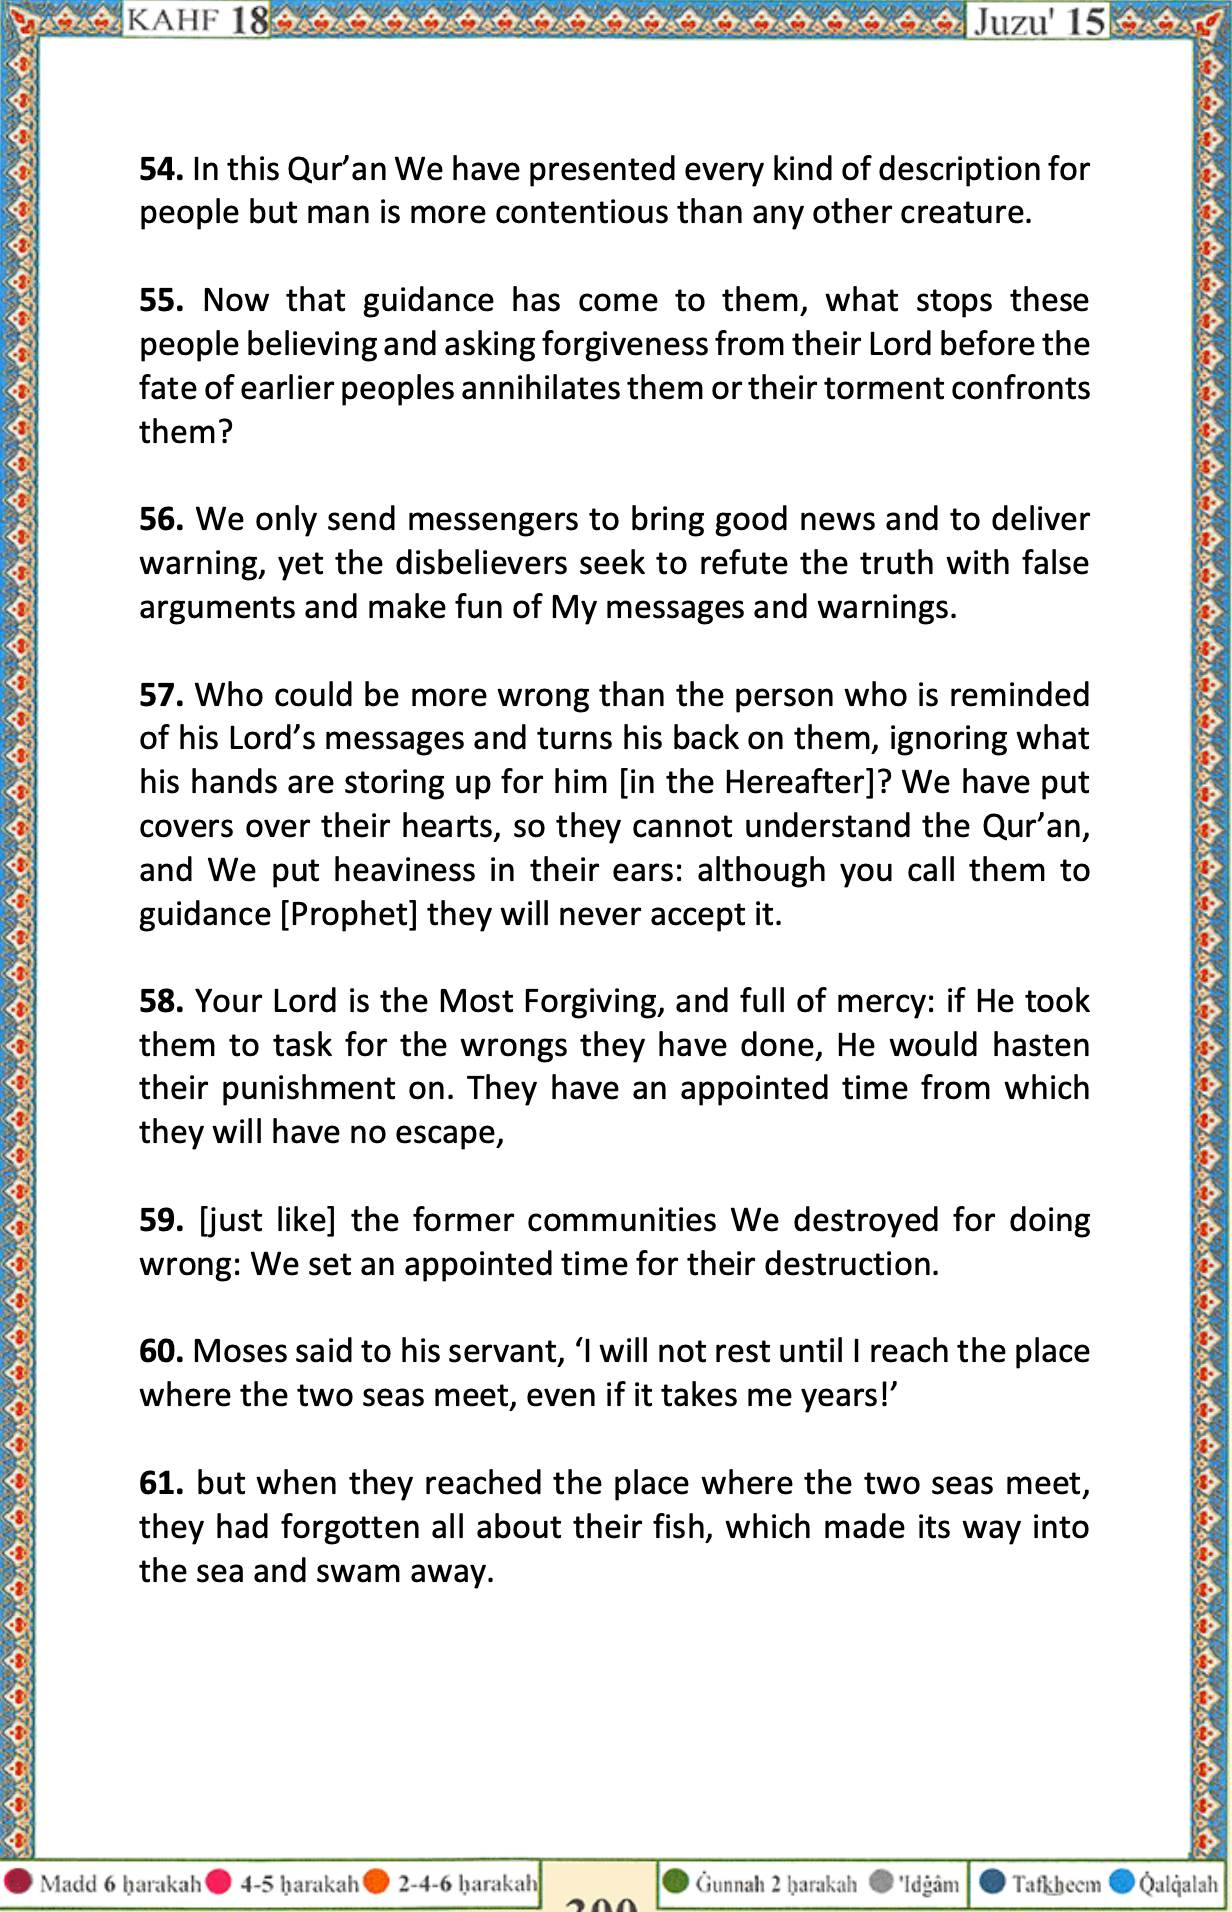 KAHF 18 Juzu' 15
54. In this Qur’an We have presented every kind of description for
people but man is more contentious than any other creature.
55. Now that guidance has come to them, what stops these
people believing and asking forgiveness from their Lord before the
fate of earlier peoples annihilates them or their torment confronts
them?
56. We only send messengers to bring good news and to deliver
warning, yet the disbelievers seek to refute the truth with false
arguments and make fun of My messages and warnings.
57. Who could be more wrong than the person who is reminded
of his Lord’s messages and turns his back on them, ignoring what
his hands are storing up for him [in the Hereafter]? We have put
covers over their hearts, so they cannot understand the Qur’an,
and We put heaviness in their ears: although you call them to
guidance [Prophet] they will never accept it.
58. Your Lord is the Most Forgiving, and full of mercy: if He took
them to task for the wrongs they have done, He would hasten
their punishment on. They have an appointed time from which
they will have no escape,
59. [just like] the former communities We destroyed for doing
wrong: We set an appointed time for their destruction.
60. Moses said to his servant, ‘I will not rest until I reach the place
where the two seas meet, even if it takes me years!’
61. but when they reached the place where the two seas meet,
they had forgotten all about their fish, which made its way into
the sea and swam away.
Madd 6 ḥarakah 4-5 ḥarakah 2-4-6 ḥarakah Ġunnah 2 ḥarakah 'Idġâm Tafkheem Qalqalah